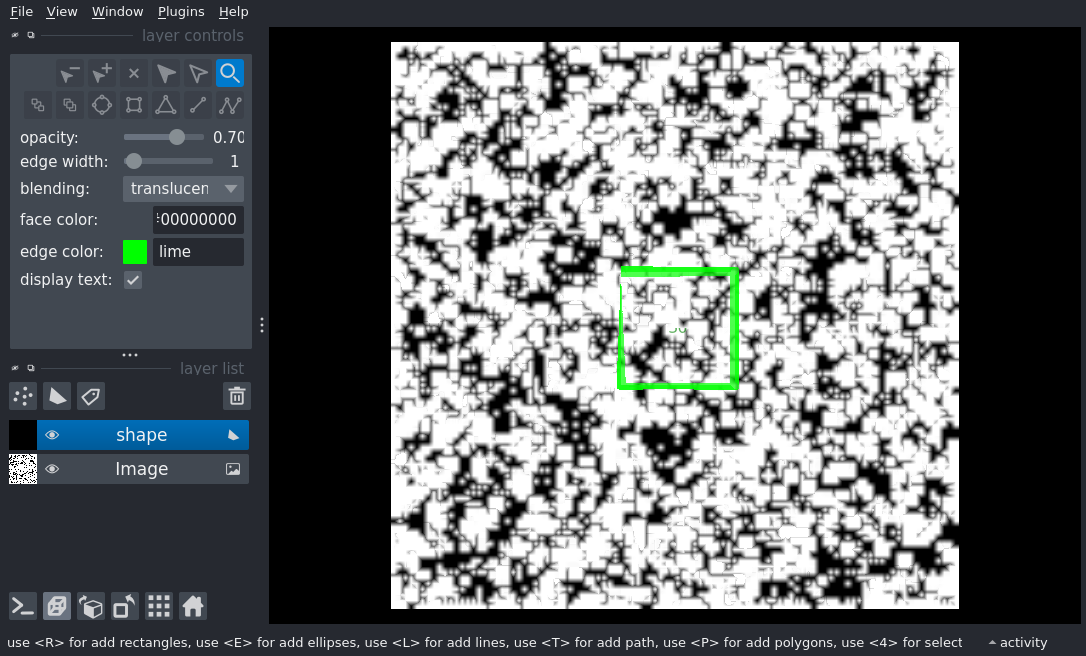 File View Window Plugins Help
layer controls
opacity: 0.70
edge width: 1
blending: translucen
face color: 00000000
edge color: lime
display text:
layer list
shape
Image
use <R> for add rectangles, use <E> for add ellipses, use <L> for add lines, use <T> for add path, use <P> for add polygons, use <4> for select
activity